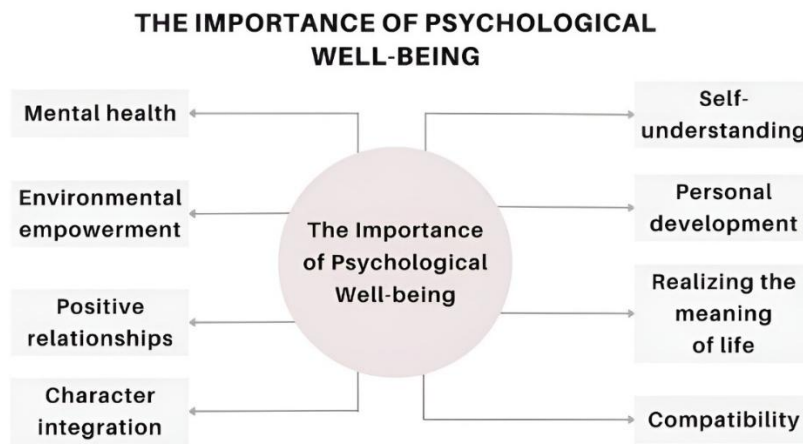 THE IMPORTANCE OF PSYCHOLOGICAL
WELL-BEING
Mental health
Environmental
empowerment
Positive
relationships
Character
integration
The Importance
of Psychological
Well-being
Self-
understanding
Personal
development
Realizing the
meaning
of life
Compatibility